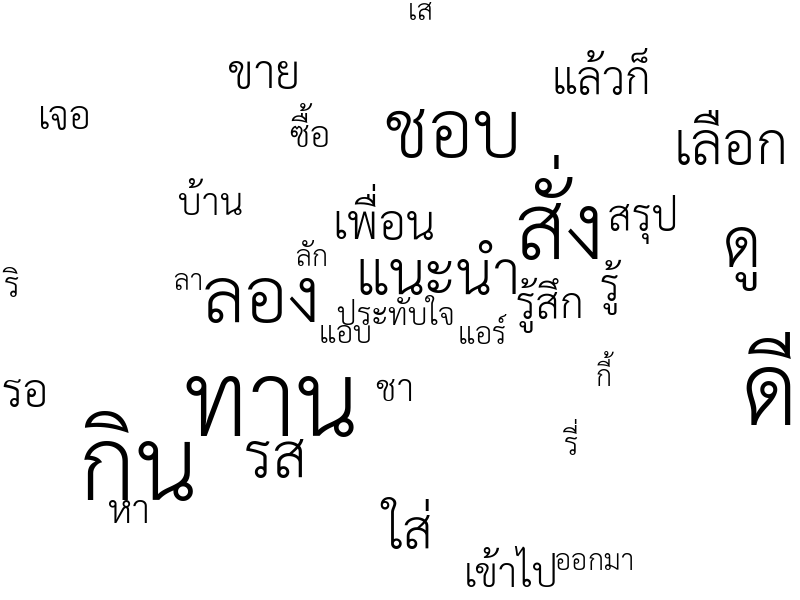 เส
ขาย
แล้วก็
เจอ
ซื้อ
ชอบ
เลือก
บ้าน
เพื่อน
สั่ง
สรุป
ดู
ลัก
แนะนำ
ริ
ลา
ลอง
รู้สึก
รู้
ประทับใจ
แอบ
แอร์
กี้
ดี
รอ
ทาน
ชา
กิน
รส
รี่
หา
ใส่
เข้าไป
ออกมา